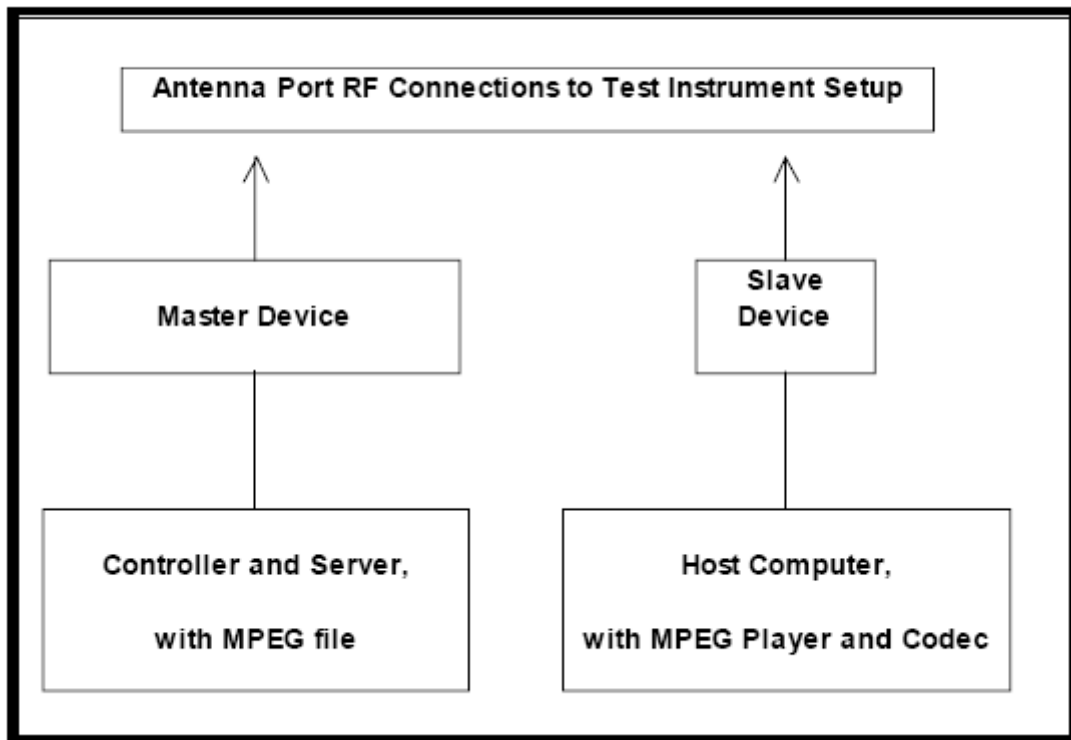 Antenna Port RF Connections to Test Instrument Setup
Master Device
Slave
Device
Controller and Server,
with MPEG file
Host Computer,
with MPEG Player and Codec